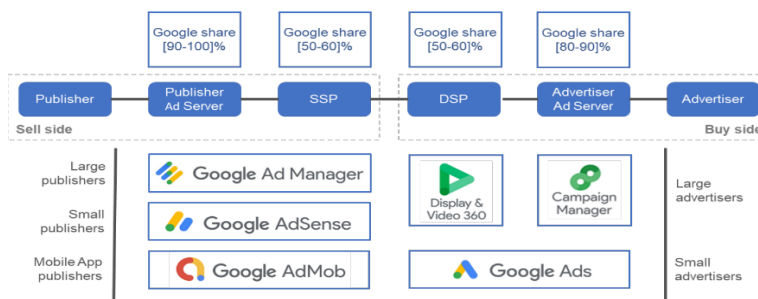 Google share
[90-100]%
Google share
[50-60]%
Google share
[50-60]%
Google share
[80-90]%
Publisher
Publisher
Ad Server
SSP
DSP
Advertiser
Ad Server
Advertiser
Sell side
Buy side
Large
publishers
Google Ad Manager
Display &
Video 360
Campaign
Manager
Large
advertisers
Small
publishers
Google AdSense
Mobile App
publishers
Google AdMob
Google Ads
Small
advertisers